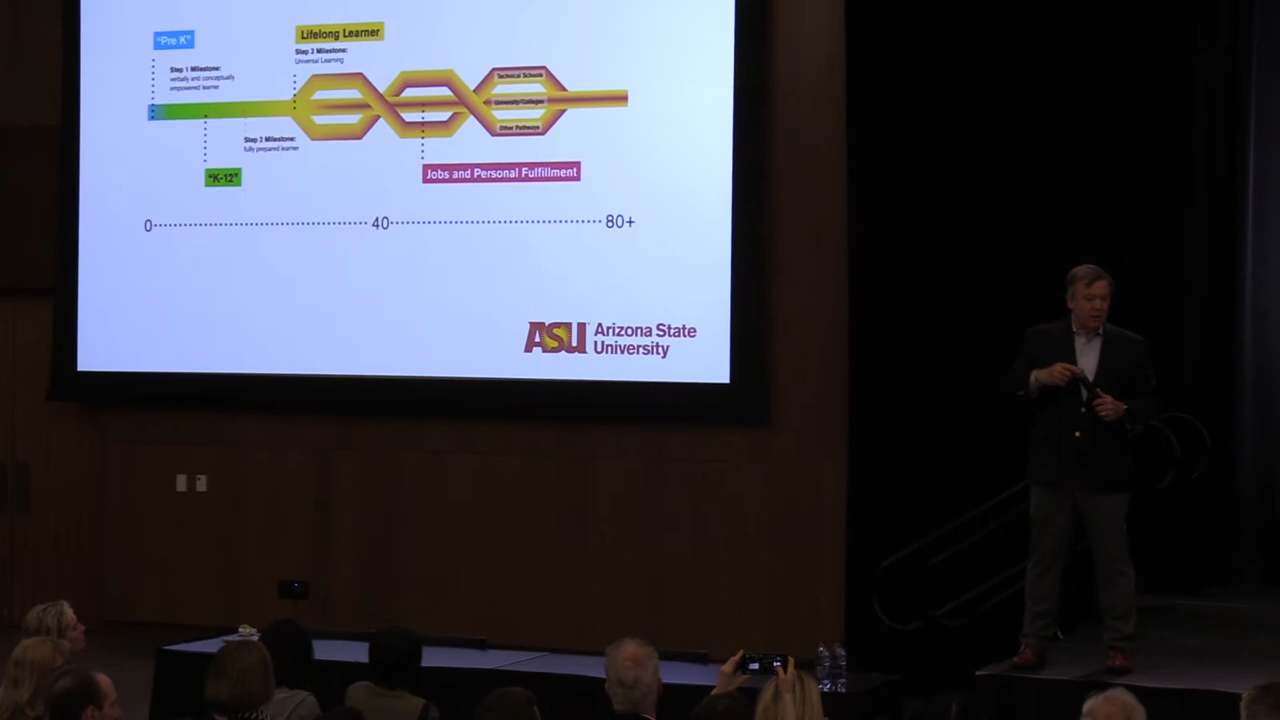 "Pre K"
Step 1 Milestone:
verbally and conceptually
empowered learner
Lifelong Learner
Step 3 Milestone:
Universal Learning
Technical Schools
University/Colleges
Other Pathways
Step 2 Milestone:
fully prepared learner
"K-12"
Jobs and Personal Fulfillment
0
40
80+
ASU Arizona State
University